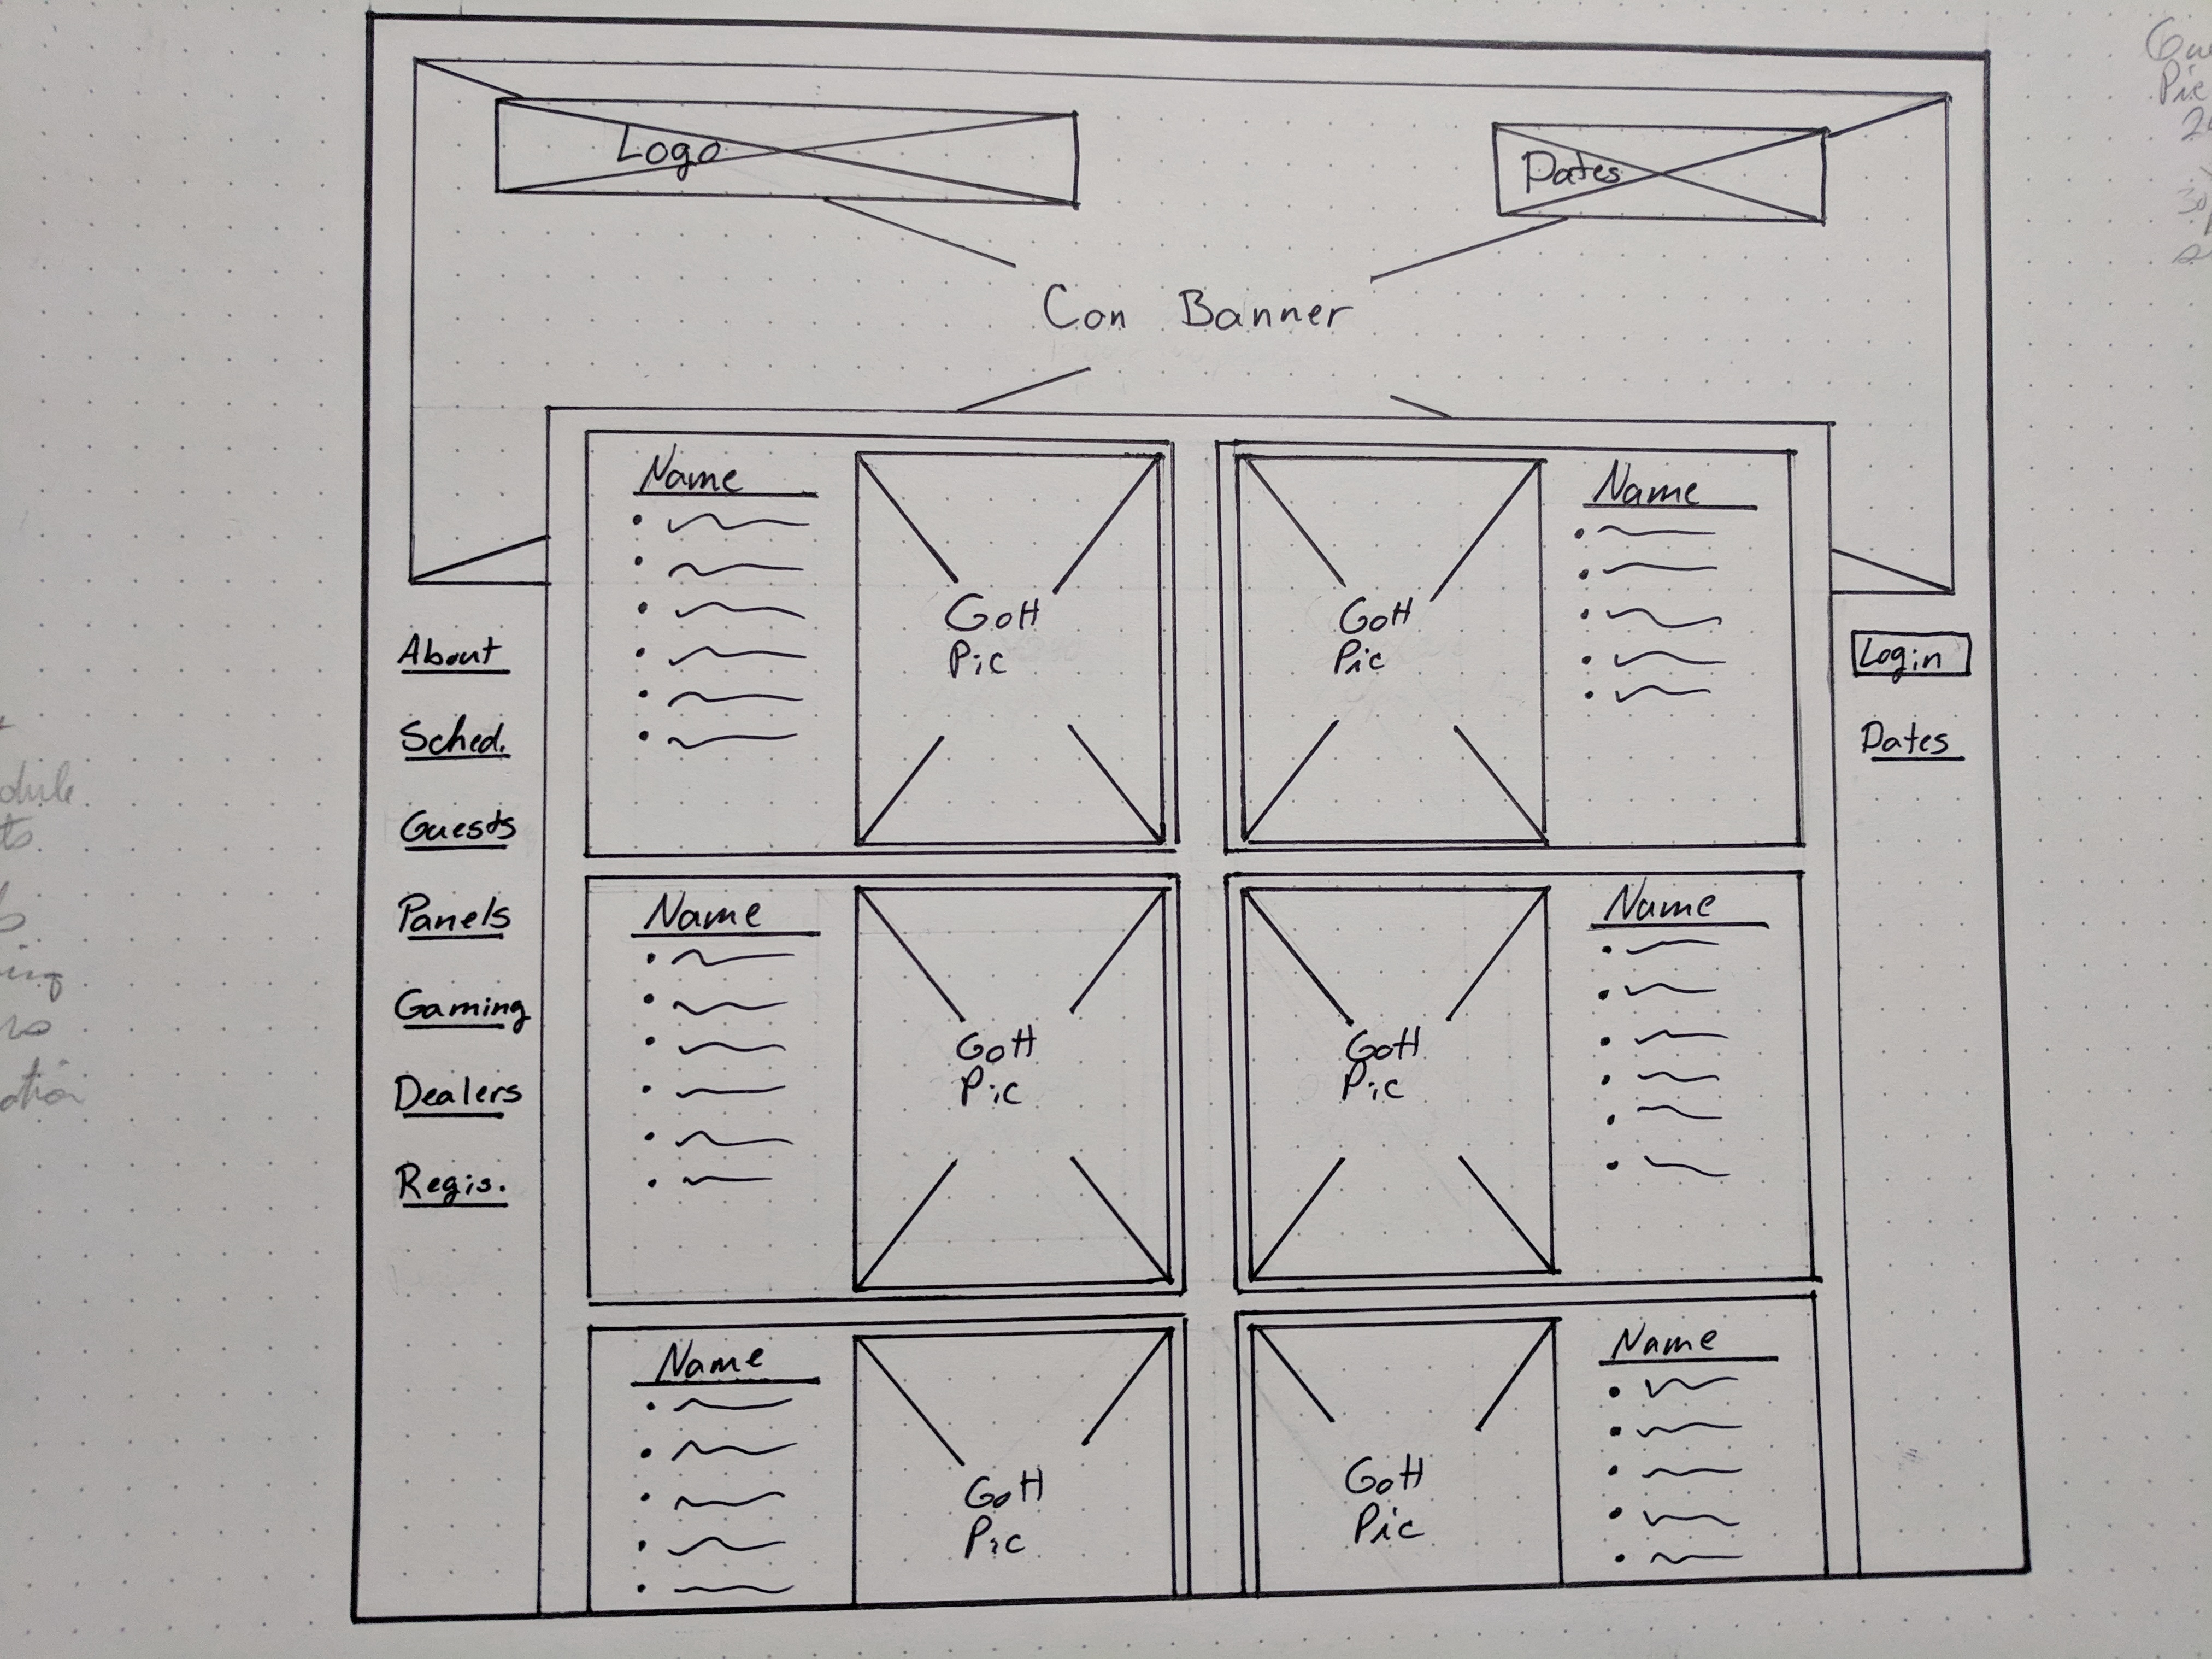 Logo
Dates
Con Banner
Name
GoH
Pic
GoH
Pic
Name
About
Sched.
Guests
Panels
Gaming
Dealers
Regis.
Login
Dates
Name
GoH
Pic
GoH
Pic
Name
Name
GoH
Pic
GoH
Pic
Name